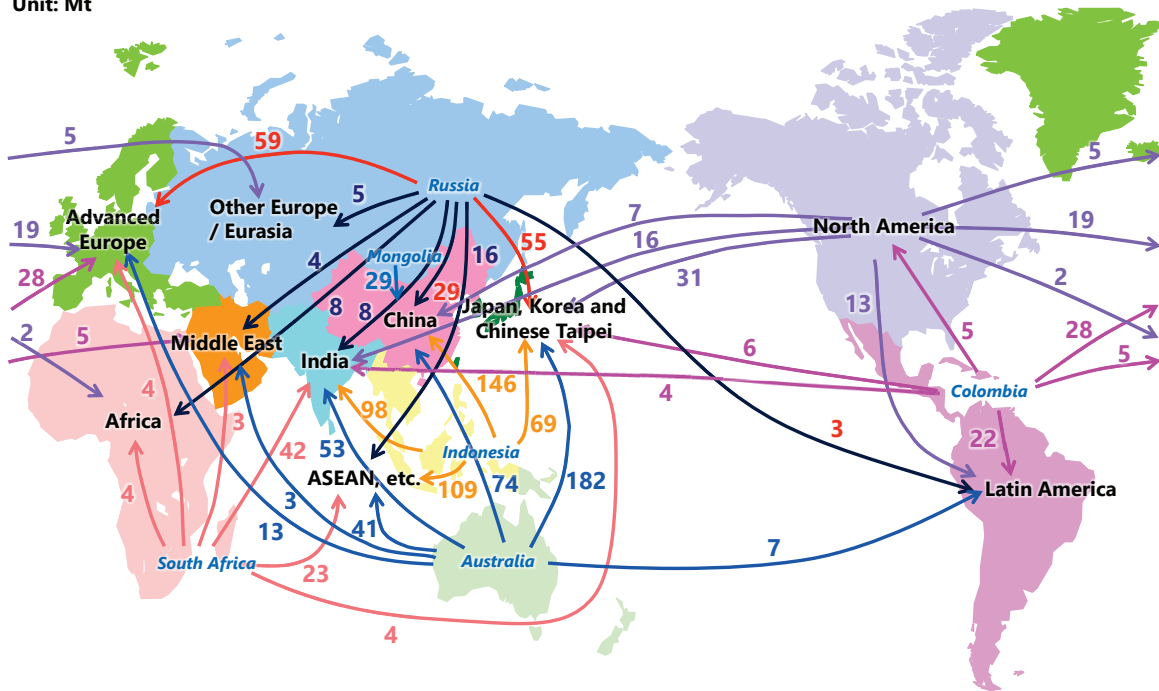 Unit: Mt
5
59
Russia
5
Advanced
Europe
Other Europe
/ Eurasia
5
7
19
16
55
16
North America
19
Mongolia
4
31
2
28
29
29
8
8
13
Japan, Korea and
Chinese Taipei
China
28
2
5
Middle East
India
6
5
5
4
146
4
Colombia
Africa
3
98
69
3
22
42
53
Indonesia
ASEAN, etc.
109
74
182
Latin America
4
3
13
41
7
South Africa
23
Australia
4